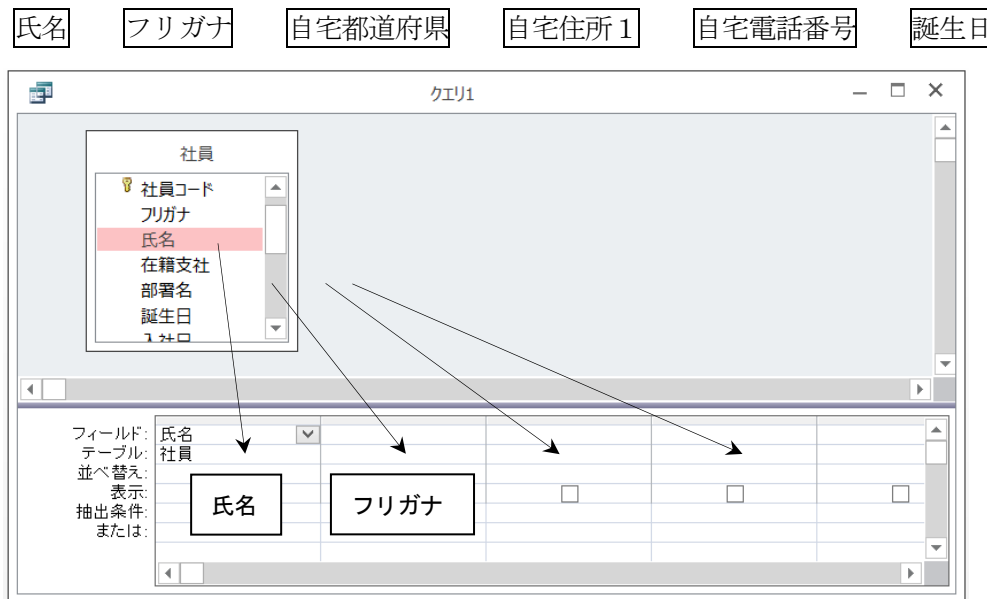 氏名 フリガナ 自宅都道府県 自宅住所１ 自宅電話番号 誕生日
クエリ1
社員
社員コード
フリガナ
氏名
在籍支社
部署名
誕生日
入社日
フィールド: 氏名
テーブル: 社員
並べ替え:
表示:
抽出条件:
または:
氏名 フリガナ